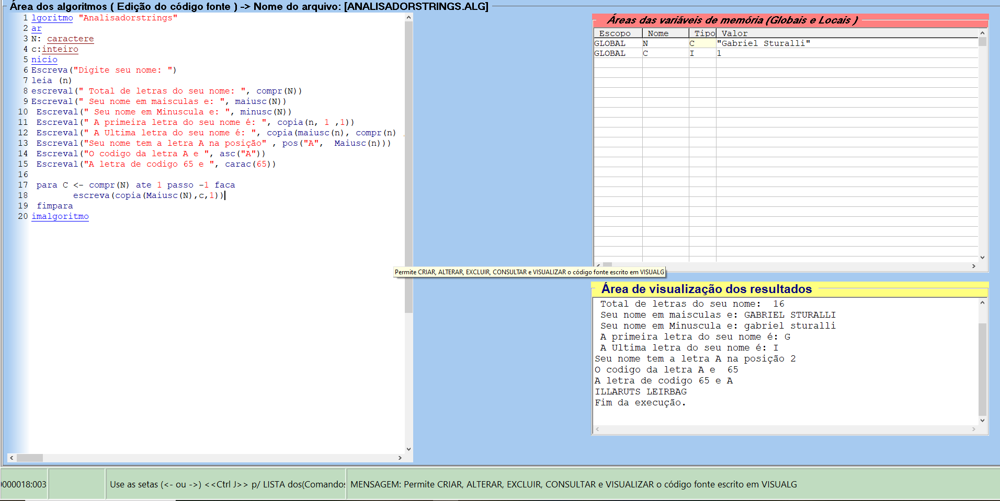 Área dos algoritmos ( Edição do código fonte ) -> Nome do arquivo: [ANALISADORSTRINGS.ALG]
1 lgoritmo "Analisadorstrings"
2 ar
3 N: caractere
4 c:inteiro
5 nicio
6 Escreva("Digite seu nome: ")
7 leia (n)
8 escreval(" Total de letras do seu nome: ", compr(N))
9 Escreval(" Seu nome em maisculas e: ", maiusc(N))
10 Escreval(" Seu nome em Minuscula e: ", minusc(N))
11 Escreval(" A primeira letra do seu nome é: ", copia(n, 1 ,1))
12 Escreval(" A Ultima letra do seu nome é: ", copia(maiusc(n), compr(n) ,
13 Escreval("Seu nome tem a letra A na posição" , pos("A",  Maiusc(n)))
14 Escreval("O codigo da letra A e ", asc("A"))
15 Escreval("A letra de codigo 65 e ", carac(65))
16
17 para C <- compr(N) ate 1 passo -1 faca
18 escreva(copia(Maiusc(N),c,1))
19 fimpara
20 imalgoritmo
Áreas das variáveis de memória (Globais e Locais )
Escopo Nome Tipo Valor
GLOBAL N C "Gabriel Sturalli"
GLOBAL C I 1
Permite CRIAR, ALTERAR, EXCLUIR, CONSULTAR e VISUALIZAR o código fonte escrito em VISUALG
Área de visualização dos resultados
Total de letras do seu nome:  16
Seu nome em maisculas e: GABRIEL STURALLI
Seu nome em Minuscula e: gabriel sturalli
A primeira letra do seu nome é: G
A Ultima letra do seu nome é: I
Seu nome tem a letra A na posição 2
O codigo da letra A e  65
A letra de codigo 65 e A
ILLARUTS LEIRBAG
Fim da execução.
000018:003
Use as setas (<- ou ->) <<Ctrl J>> p/ LISTA dos(Comandos
MENSAGEM: Permite CRIAR, ALTERAR, EXCLUIR, CONSULTAR e VISUALIZAR o código fonte escrito em VISUALG